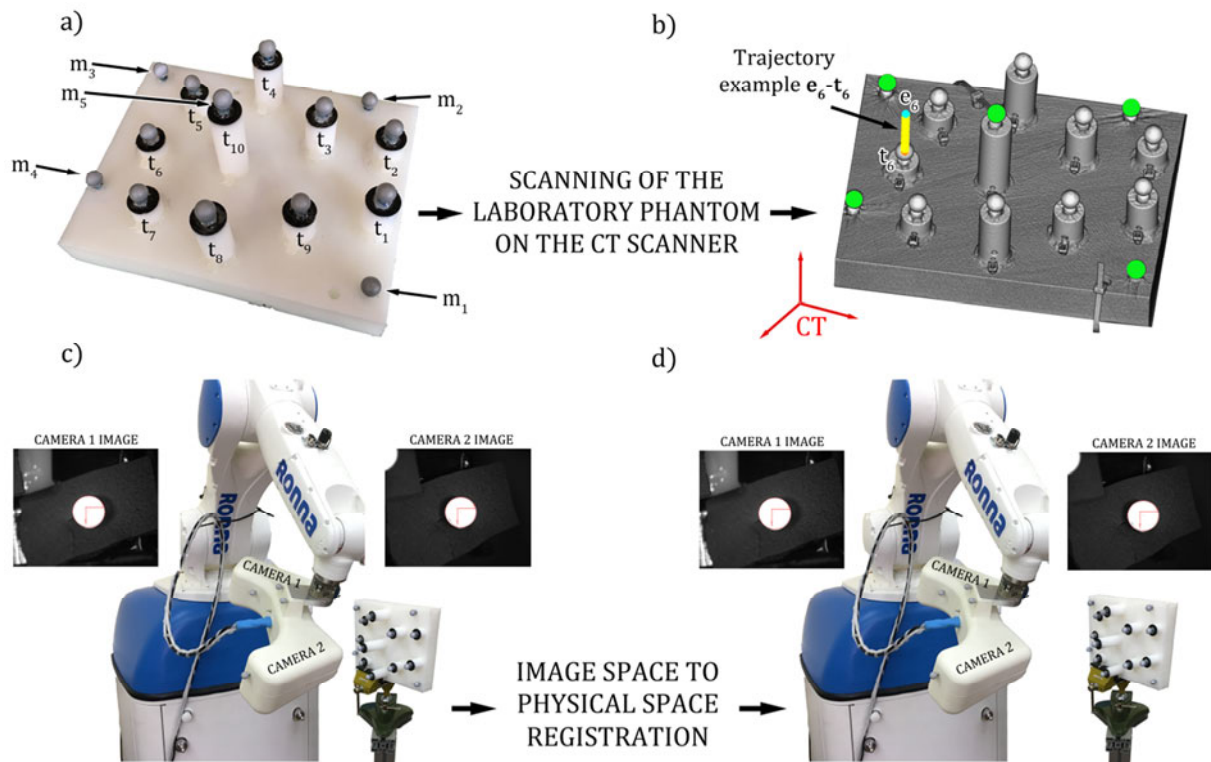 a)
b)
m₃
m₅
m₄
t₄
m₂
t₅
t₁₀
t₃
t₆
t₂
t₇
t₈
t₉
t₁
m₁
SCANNING OF THE
LABORATORY PHANTOM
ON THE CT SCANNER
Trajectory
example e₆-t₆
e₆
t₆
CT
c)
d)
CAMERA 1 IMAGE
CAMERA 2 IMAGE
RONNA
RONNA
CAMERA 1
CAMERA 2
IMAGE SPACE TO
PHYSICAL SPACE
REGISTRATION
CAMERA 1 IMAGE
CAMERA 2 IMAGE
RONNA
RONNA
CAMERA 1
CAMERA 2